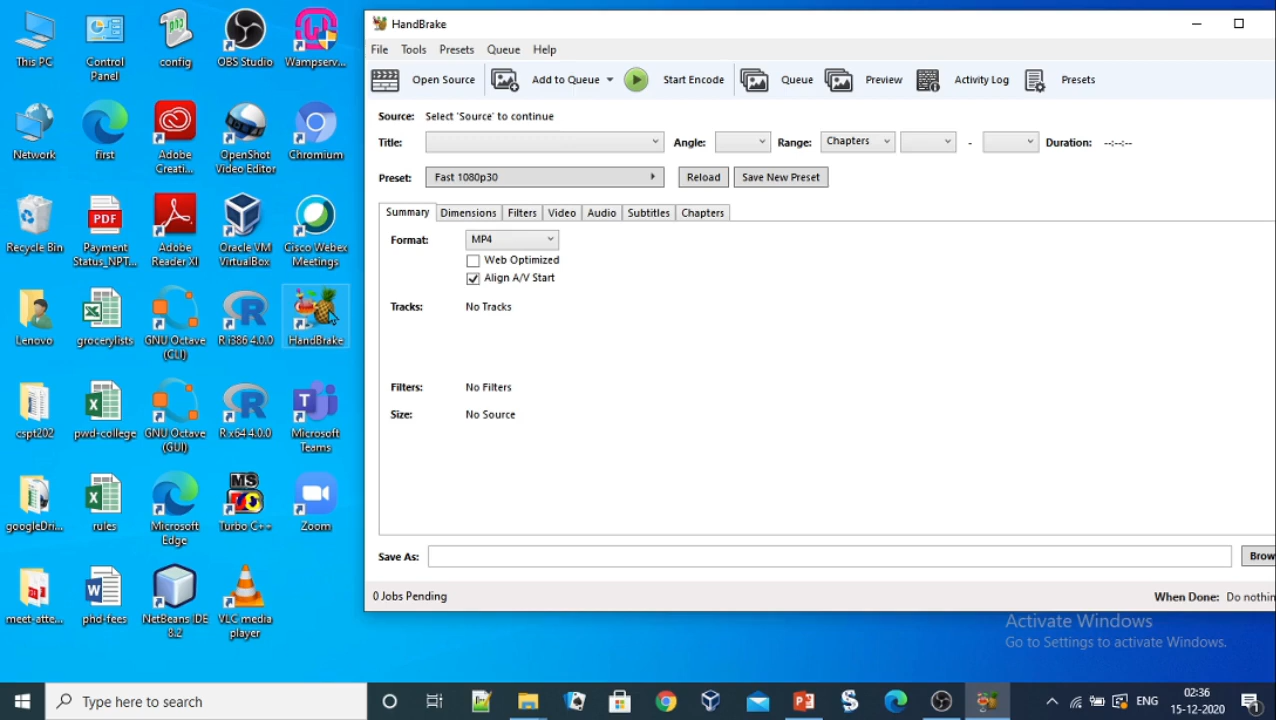 This PC
Control Panel
config
OBS Studio
Wampserv...
Network
first
Adobe Creati...
OpenShot Video Editor
Chromium
Recycle Bin
PDF
Payment Status_NPT...
Adobe Reader XI
Oracle VM VirtualBox
Cisco Webex Meetings
Lenovo
grocerylists
GNU Octave (CLI)
R i386 4.0.0
HandBrake
cspt202
pwd-college
GNU Octave (GUI)
R x64 4.0.0
Microsoft Teams
googleDri...
rules
Microsoft Edge
MS
Turbo C++
Zoom
meet-atte...
phd-fees
NetBeans IDE 8.2
VLC media player
HandBrake
File Tools Presets Queue Help
Open Source Add to Queue Start Encode Queue Preview Activity Log Presets
Source: Select 'Source' to continue
Title: Angle: Range: Chapters - Duration: --:--:--
Preset: Fast 1080p30 Reload Save New Preset
Summary Dimensions Filters Video Audio Subtitles Chapters
Format: MP4
Web Optimized
Align A/V Start
Tracks: No Tracks
Filters: No Filters
Size: No Source
Save As: Brow
0 Jobs Pending When Done: Do nothin
Activate Windows
Go to Settings to activate Windows.
Type here to search
ENG
02:36
15-12-2020
1